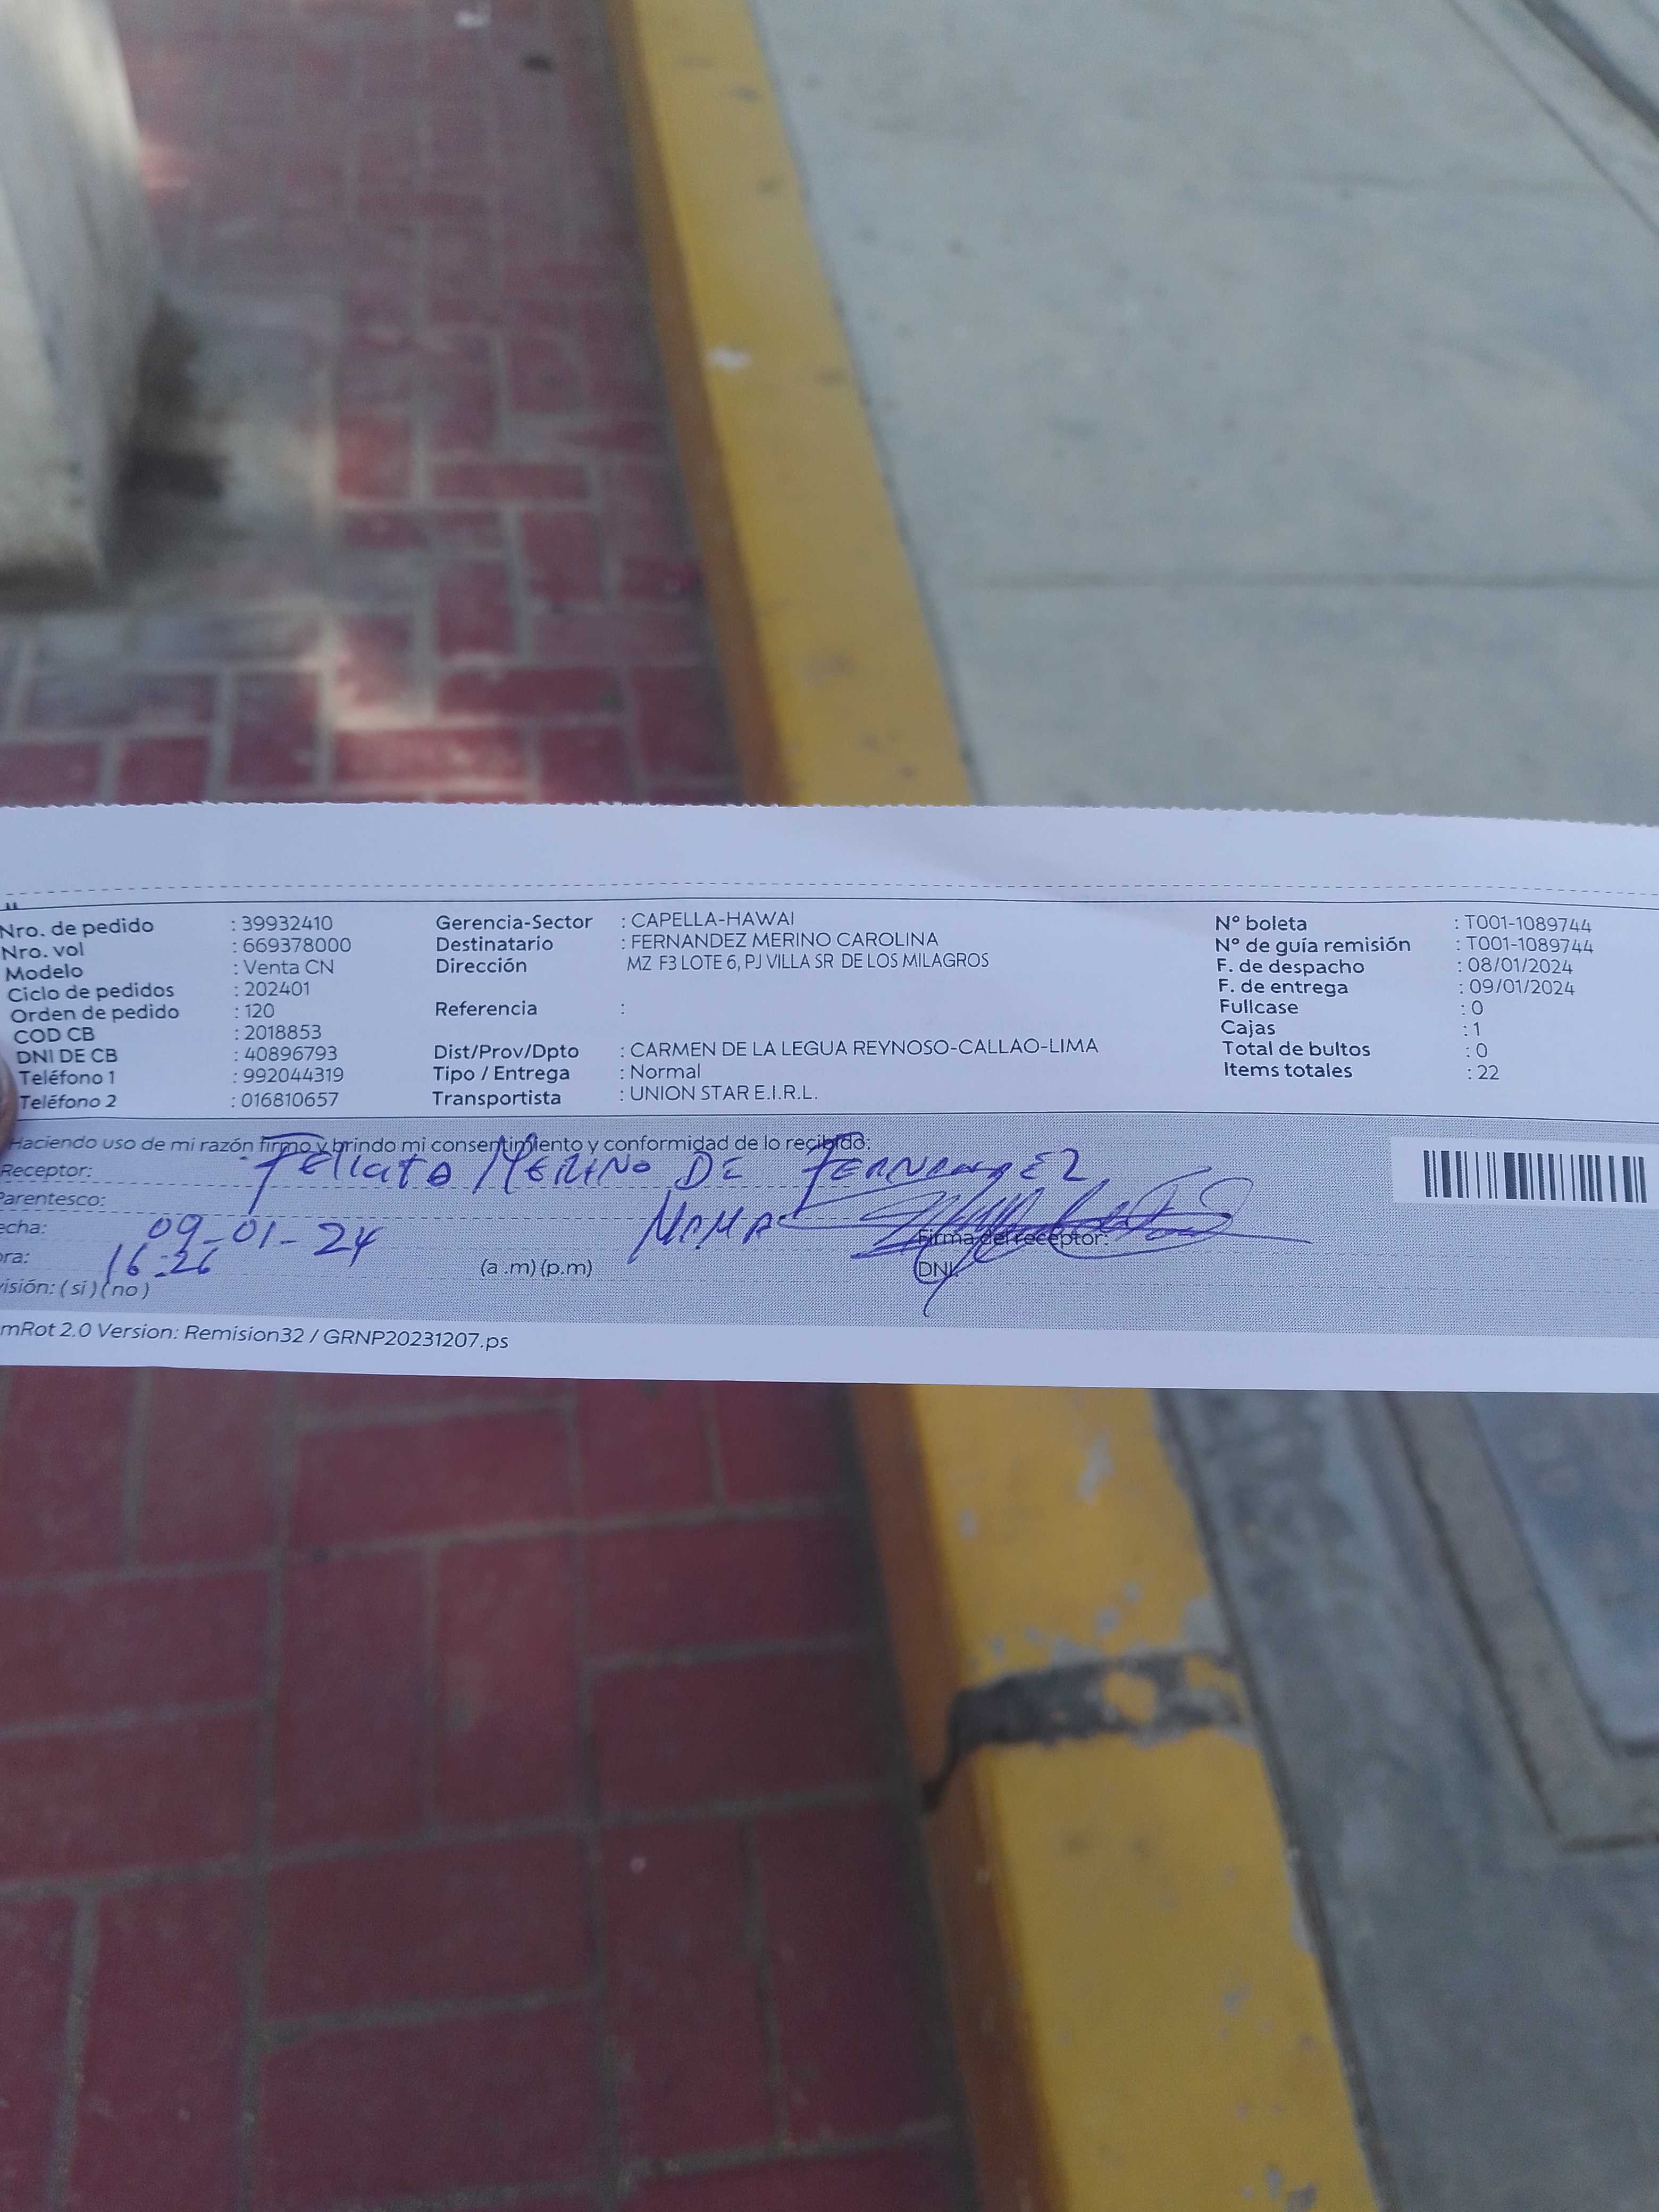 Nro. de pedido : 39932410 Gerencia-Sector : CAPELLA-HAWAI Nº boleta : T001-1089744
Nro. vol : 669378000 Destinatario : FERNANDEZ MERINO CAROLINA Nº de guía remisión : T001-1089744
Modelo : Venta CN Dirección MZ F3 LOTE 6, PJ VILLA SR DE LOS MILAGROS F. de despacho : 08/01/2024
Ciclo de pedidos : 202401 F. de entrega : 09/01/2024
Orden de pedido : 120 Referencia : Fullcase : 0
COD CB : 2018853 Cajas : 1
DNI DE CB : 40896793 Dist/Prov/Dpto : CARMEN DE LA LEGUA REYNOSO-CALLAO-LIMA Total de bultos : 0
Teléfono 1 : 992044319 Tipo / Entrega : Normal Items totales : 22
Teléfono 2 : 016810657 Transportista : UNION STAR E.I.R.L.
Haciendo uso de mi razón firmo y brindo mi consentimiento y conformidad de lo recibido:
Receptor: MERINO DE FERNANDEZ
Parentesco: MAMA
echa: 09-01-24 Firma del receptor:
ora: 16:26 (a .m) (p.m) DNI:
visión: ( si ) ( no )
mRot 2.0 Version: Remision32 / GRNP20231207.ps